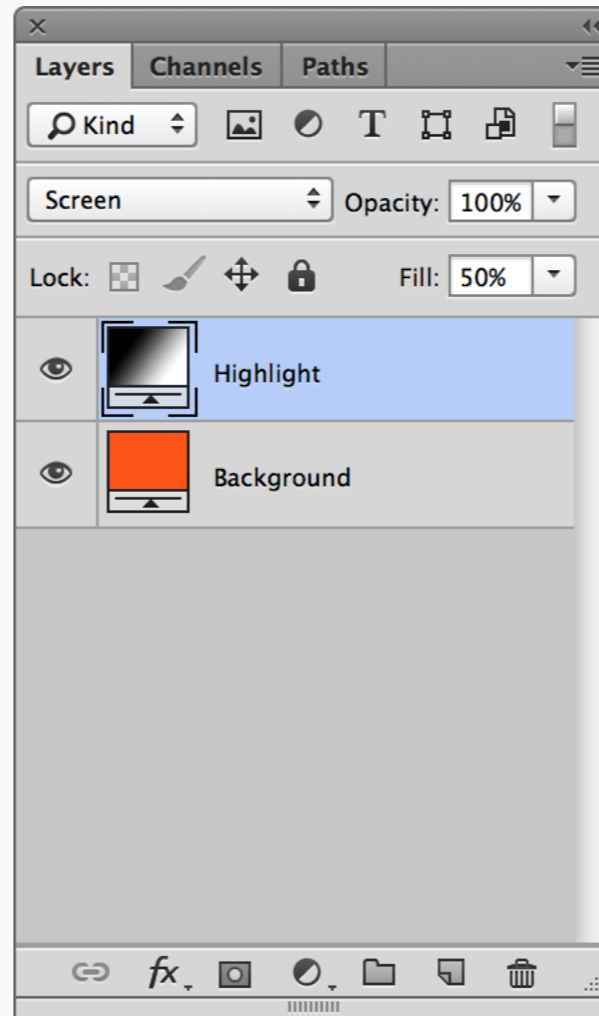 Layers Channels Paths
Kind T
Screen Opacity: 100%
Lock: Fill: 50%
Highlight
Background
fx